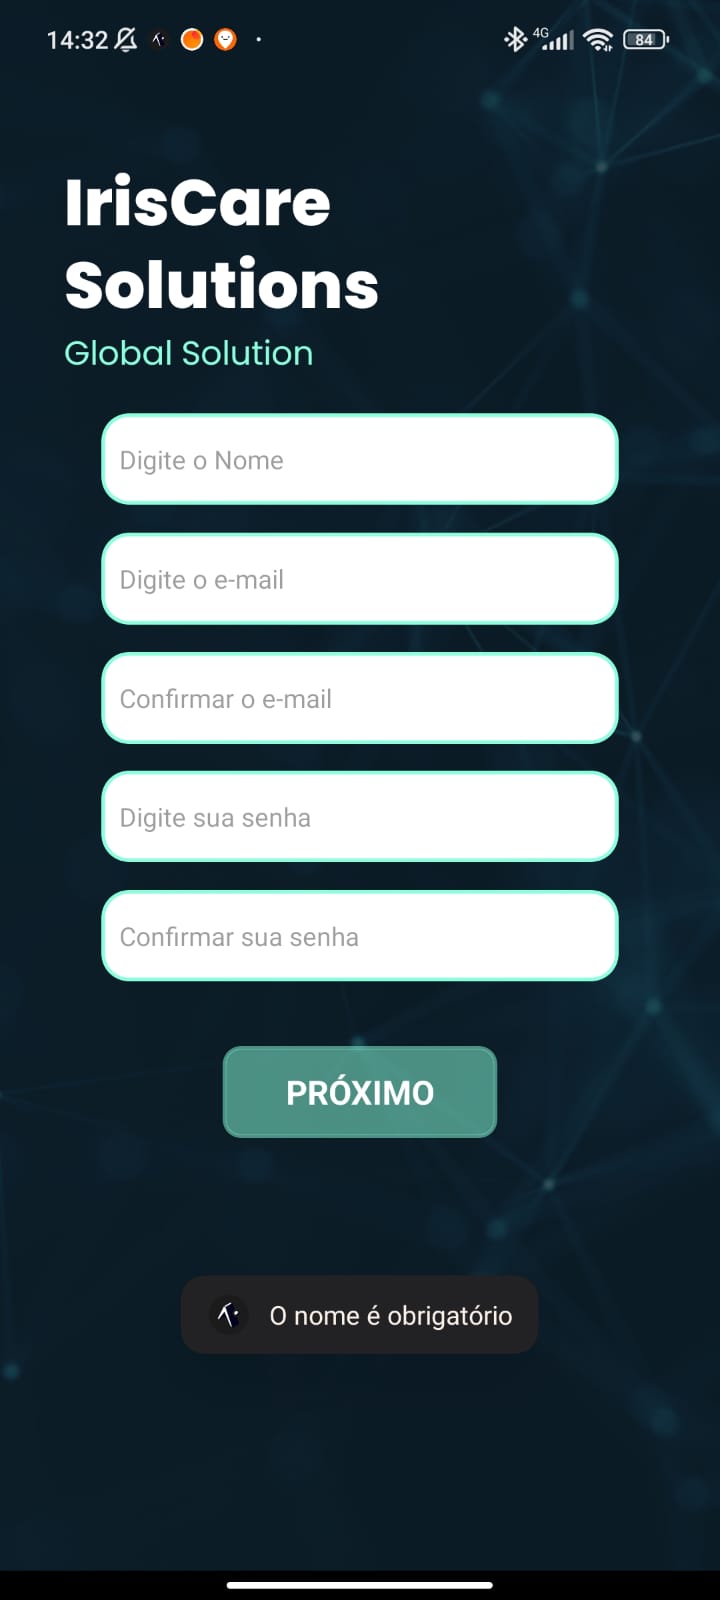 14:32
4G
84
IrisCare
Solutions
Global Solution
Digite o Nome
Digite o e-mail
Confirmar o e-mail
Digite sua senha
Confirmar sua senha
PRÓXIMO
O nome é obrigatório